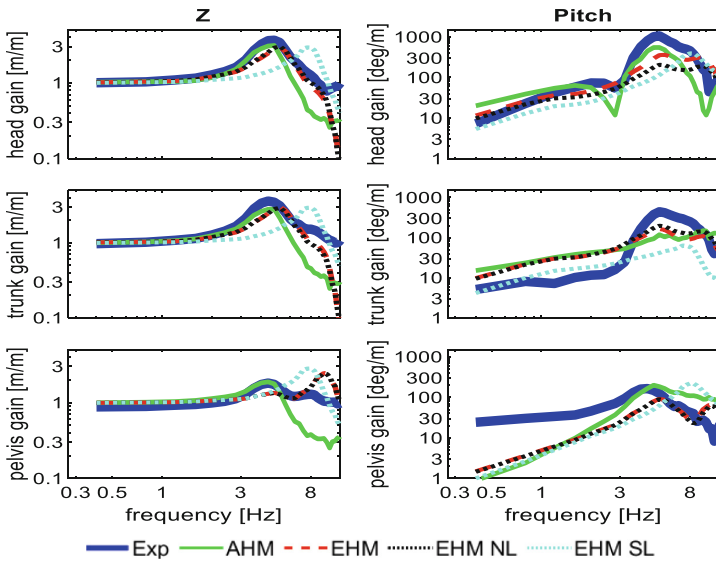 Z
Pitch
head gain [m/m]
3
1
0.3
0.1
head gain [deg/m]
1000
300
100
30
10
3
1
trunk gain [m/m]
3
1
0.3
0.1
trunk gain [deg/m]
1000
300
100
30
10
3
1
pelvis gain [m/m]
3
1
0.3
0.1
pelvis gain [deg/m]
1000
300
100
30
10
3
1
0.3 0.5 1 3 8
0.3 0.5 1 3 8
frequency [Hz]
frequency [Hz]
Exp AHM EHM EHM NL EHM SL